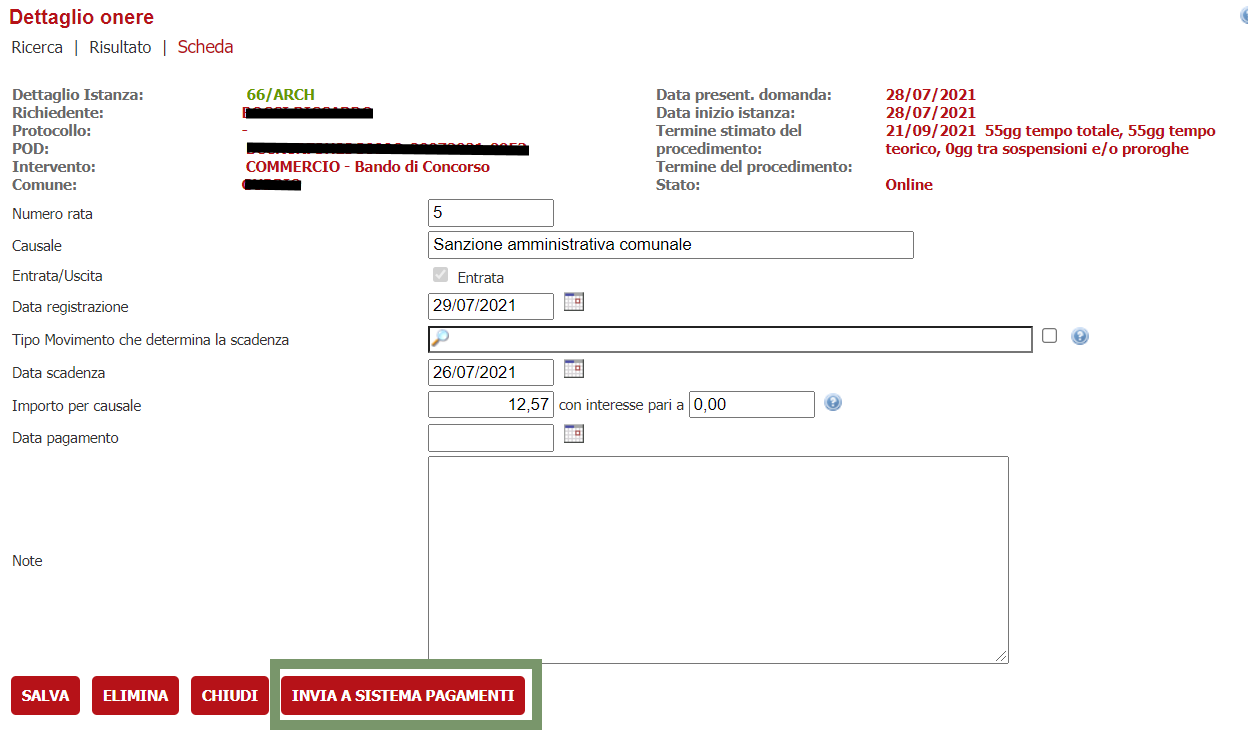 Dettaglio onere
Ricerca | Risultato | Scheda
Dettaglio Istanza: 66/ARCH
Richiedente:
Protocollo: -
POD:
Intervento: COMMERCIO - Bando di Concorso
Comune:
Data present. domanda: 28/07/2021
Data inizio istanza: 28/07/2021
Termine stimato del 21/09/2021 55gg tempo totale, 55gg tempo
procedimento: teorico, 0gg tra sospensioni e/o proroghe
Termine del procedimento:
Stato: Online
Numero rata 5
Causale Sanzione amministrativa comunale
Entrata/Uscita Entrata
Data registrazione 29/07/2021
Tipo Movimento che determina la scadenza
Data scadenza 26/07/2021
Importo per causale 12,57 con interesse pari a 0,00
Data pagamento
Note
SALVA ELIMINA CHIUDI INVIA A SISTEMA PAGAMENTI